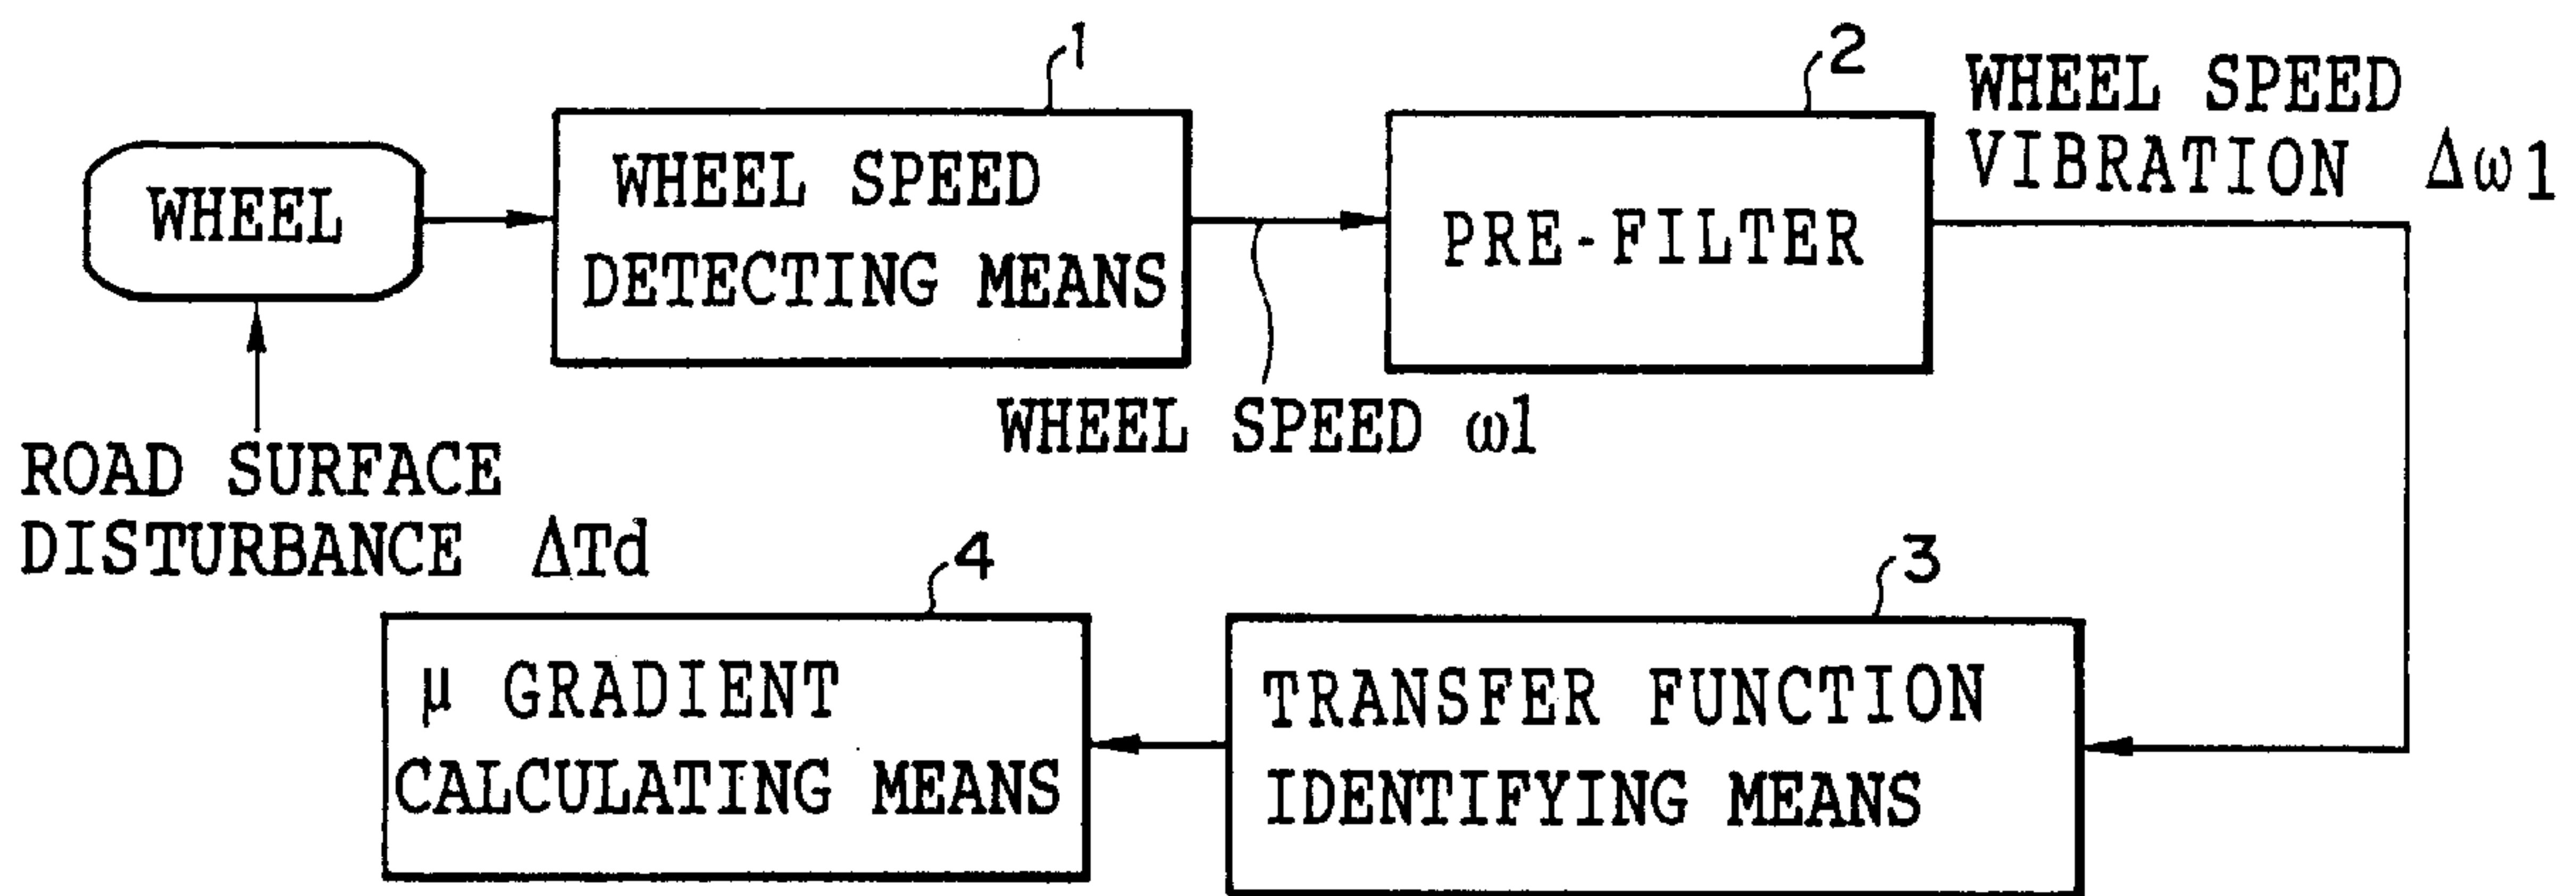 1
2
WHEEL SPEED
VIBRATION Δω1
WHEEL
WHEEL SPEED
DETECTING MEANS
PRE-FILTER
WHEEL SPEED ω1
ROAD SURFACE
DISTURBANCE ΔTd
4
3
μ GRADIENT
CALCULATING MEANS
TRANSFER FUNCTION
IDENTIFYING MEANS